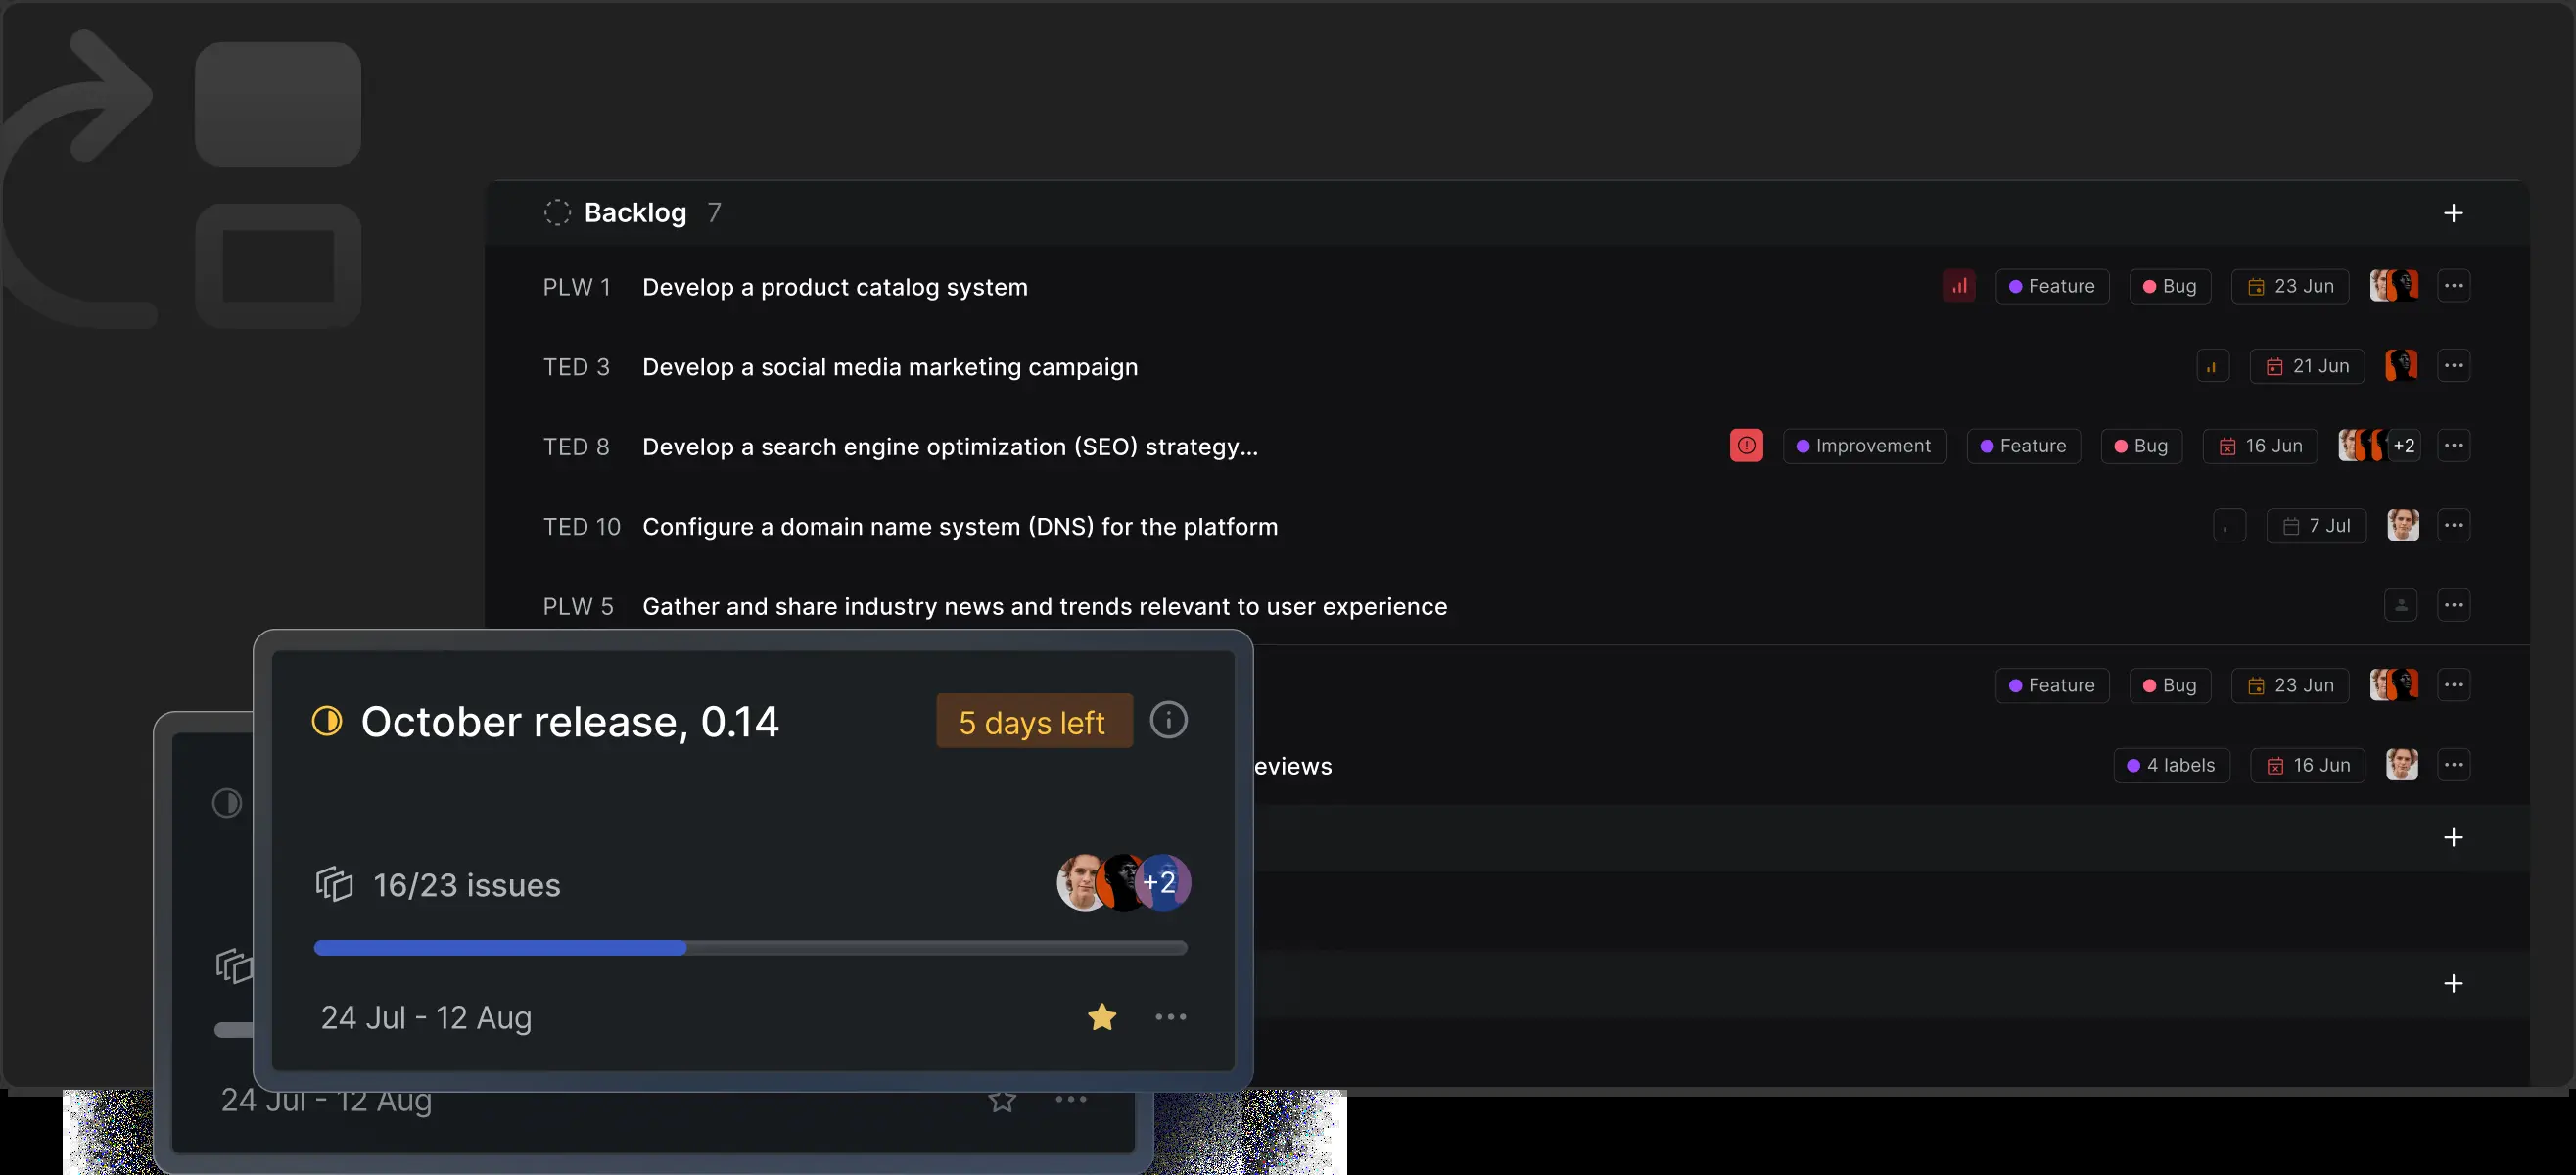 Backlog 7
PLW 1 Develop a product catalog system Feature Bug 23 Jun
TED 3 Develop a social media marketing campaign 21 Jun
TED 8 Develop a search engine optimization (SEO) strategy... Improvement Feature Bug 16 Jun +2
TED 10 Configure a domain name system (DNS) for the platform 7 Jul
PLW 5 Gather and share industry news and trends relevant to user experience
Feature Bug 23 Jun
eviews 4 labels 16 Jun
October release, 0.14 5 days left
16/23 issues +2
24 Jul - 12 Aug
24 Jul - 12 Aug